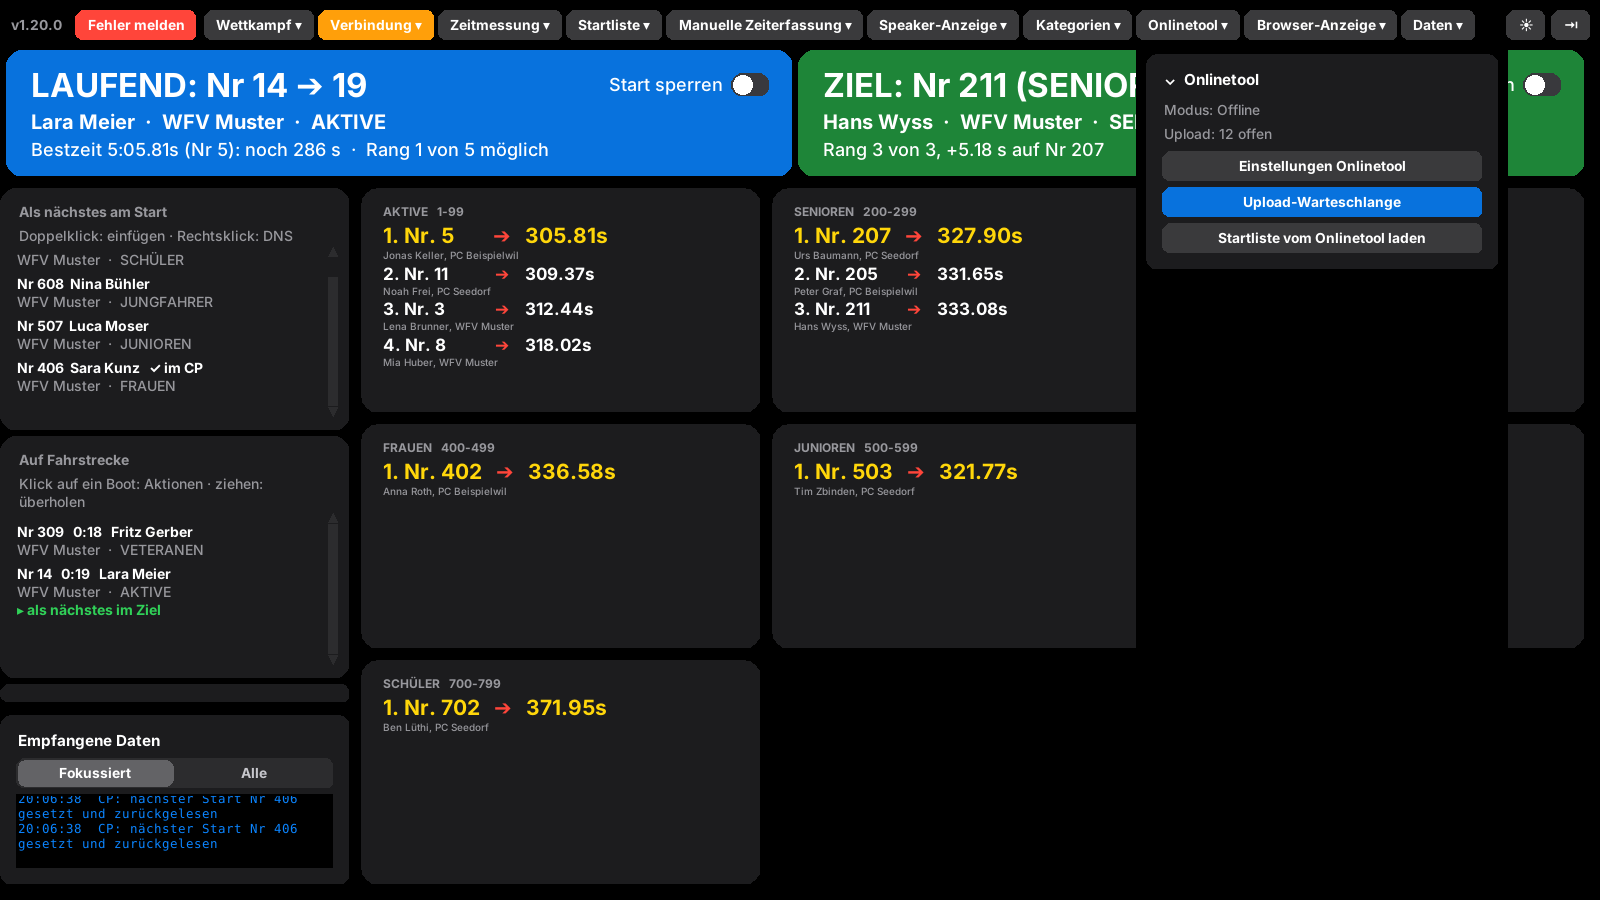 v1.20.0 Fehler melden Wettkampf ▾ Verbindung ▾ Zeitmessung ▾ Startliste ▾ Manuelle Zeiterfassung ▾ Speaker-Anzeige ▾ Kategorien ▾ Onlinetool ▾ Browser-Anzeige ▾ Daten ▾
LAUFEND: Nr 14 → 19
Start sperren
Lara Meier · WFV Muster · AKTIVE
Bestzeit 5:05.81s (Nr 5): noch 286 s · Rang 1 von 5 möglich
ZIEL: Nr 211
Hans Wyss · WFV Muster ·
Rang 3 von 3, +5.18 s auf Nr 207
Onlinetool
Modus: Offline
Upload: 12 offen
Einstellungen Onlinetool
Upload-Warteschlange
Startliste vom Onlinetool laden
Als nächstes am Start
Doppelklick: einfügen · Rechtsklick: DNS
WFV Muster · SCHÜLER
Nr 608 Nina Bühler
WFV Muster · JUNGFAHRER
Nr 507 Luca Moser
WFV Muster · JUNIOREN
Nr 406 Sara Kunz ✓ im CP
WFV Muster · FRAUEN
Auf Fahrstrecke
Klick auf ein Boot: Aktionen · ziehen:
überholen
Nr 309 0:18 Fritz Gerber
WFV Muster · VETERANEN
Nr 14 0:19 Lara Meier
WFV Muster · AKTIVE
▸ als nächstes im Ziel
Empfangene Daten
Fokussiert Alle
20:06:38 CP: nächster Start Nr 406
gesetzt und zurückgelesen
20:06:38 CP: nächster Start Nr 406
gesetzt und zurückgelesen
AKTIVE 1-99
1. Nr. 5 → 305.81s
Jonas Keller, PC Beispielwil
2. Nr. 11 → 309.37s
Noah Frei, PC Seedorf
3. Nr. 3 → 312.44s
Lena Brunner, WFV Muster
4. Nr. 8 → 318.02s
Mia Huber, WFV Muster
SENIOREN 200-299
1. Nr. 207 → 327.90s
Urs Baumann, PC Seedorf
2. Nr. 205 → 331.65s
Peter Graf, PC Beispielwil
3. Nr. 211 → 333.08s
Hans Wyss, WFV Muster
FRAUEN 400-499
1. Nr. 402 → 336.58s
Anna Roth, PC Beispielwil
JUNIOREN 500-599
1. Nr. 503 → 321.77s
Tim Zbinden, PC Seedorf
SCHÜLER 700-799
1. Nr. 702 → 371.95s
Ben Lüthi, PC Seedorf